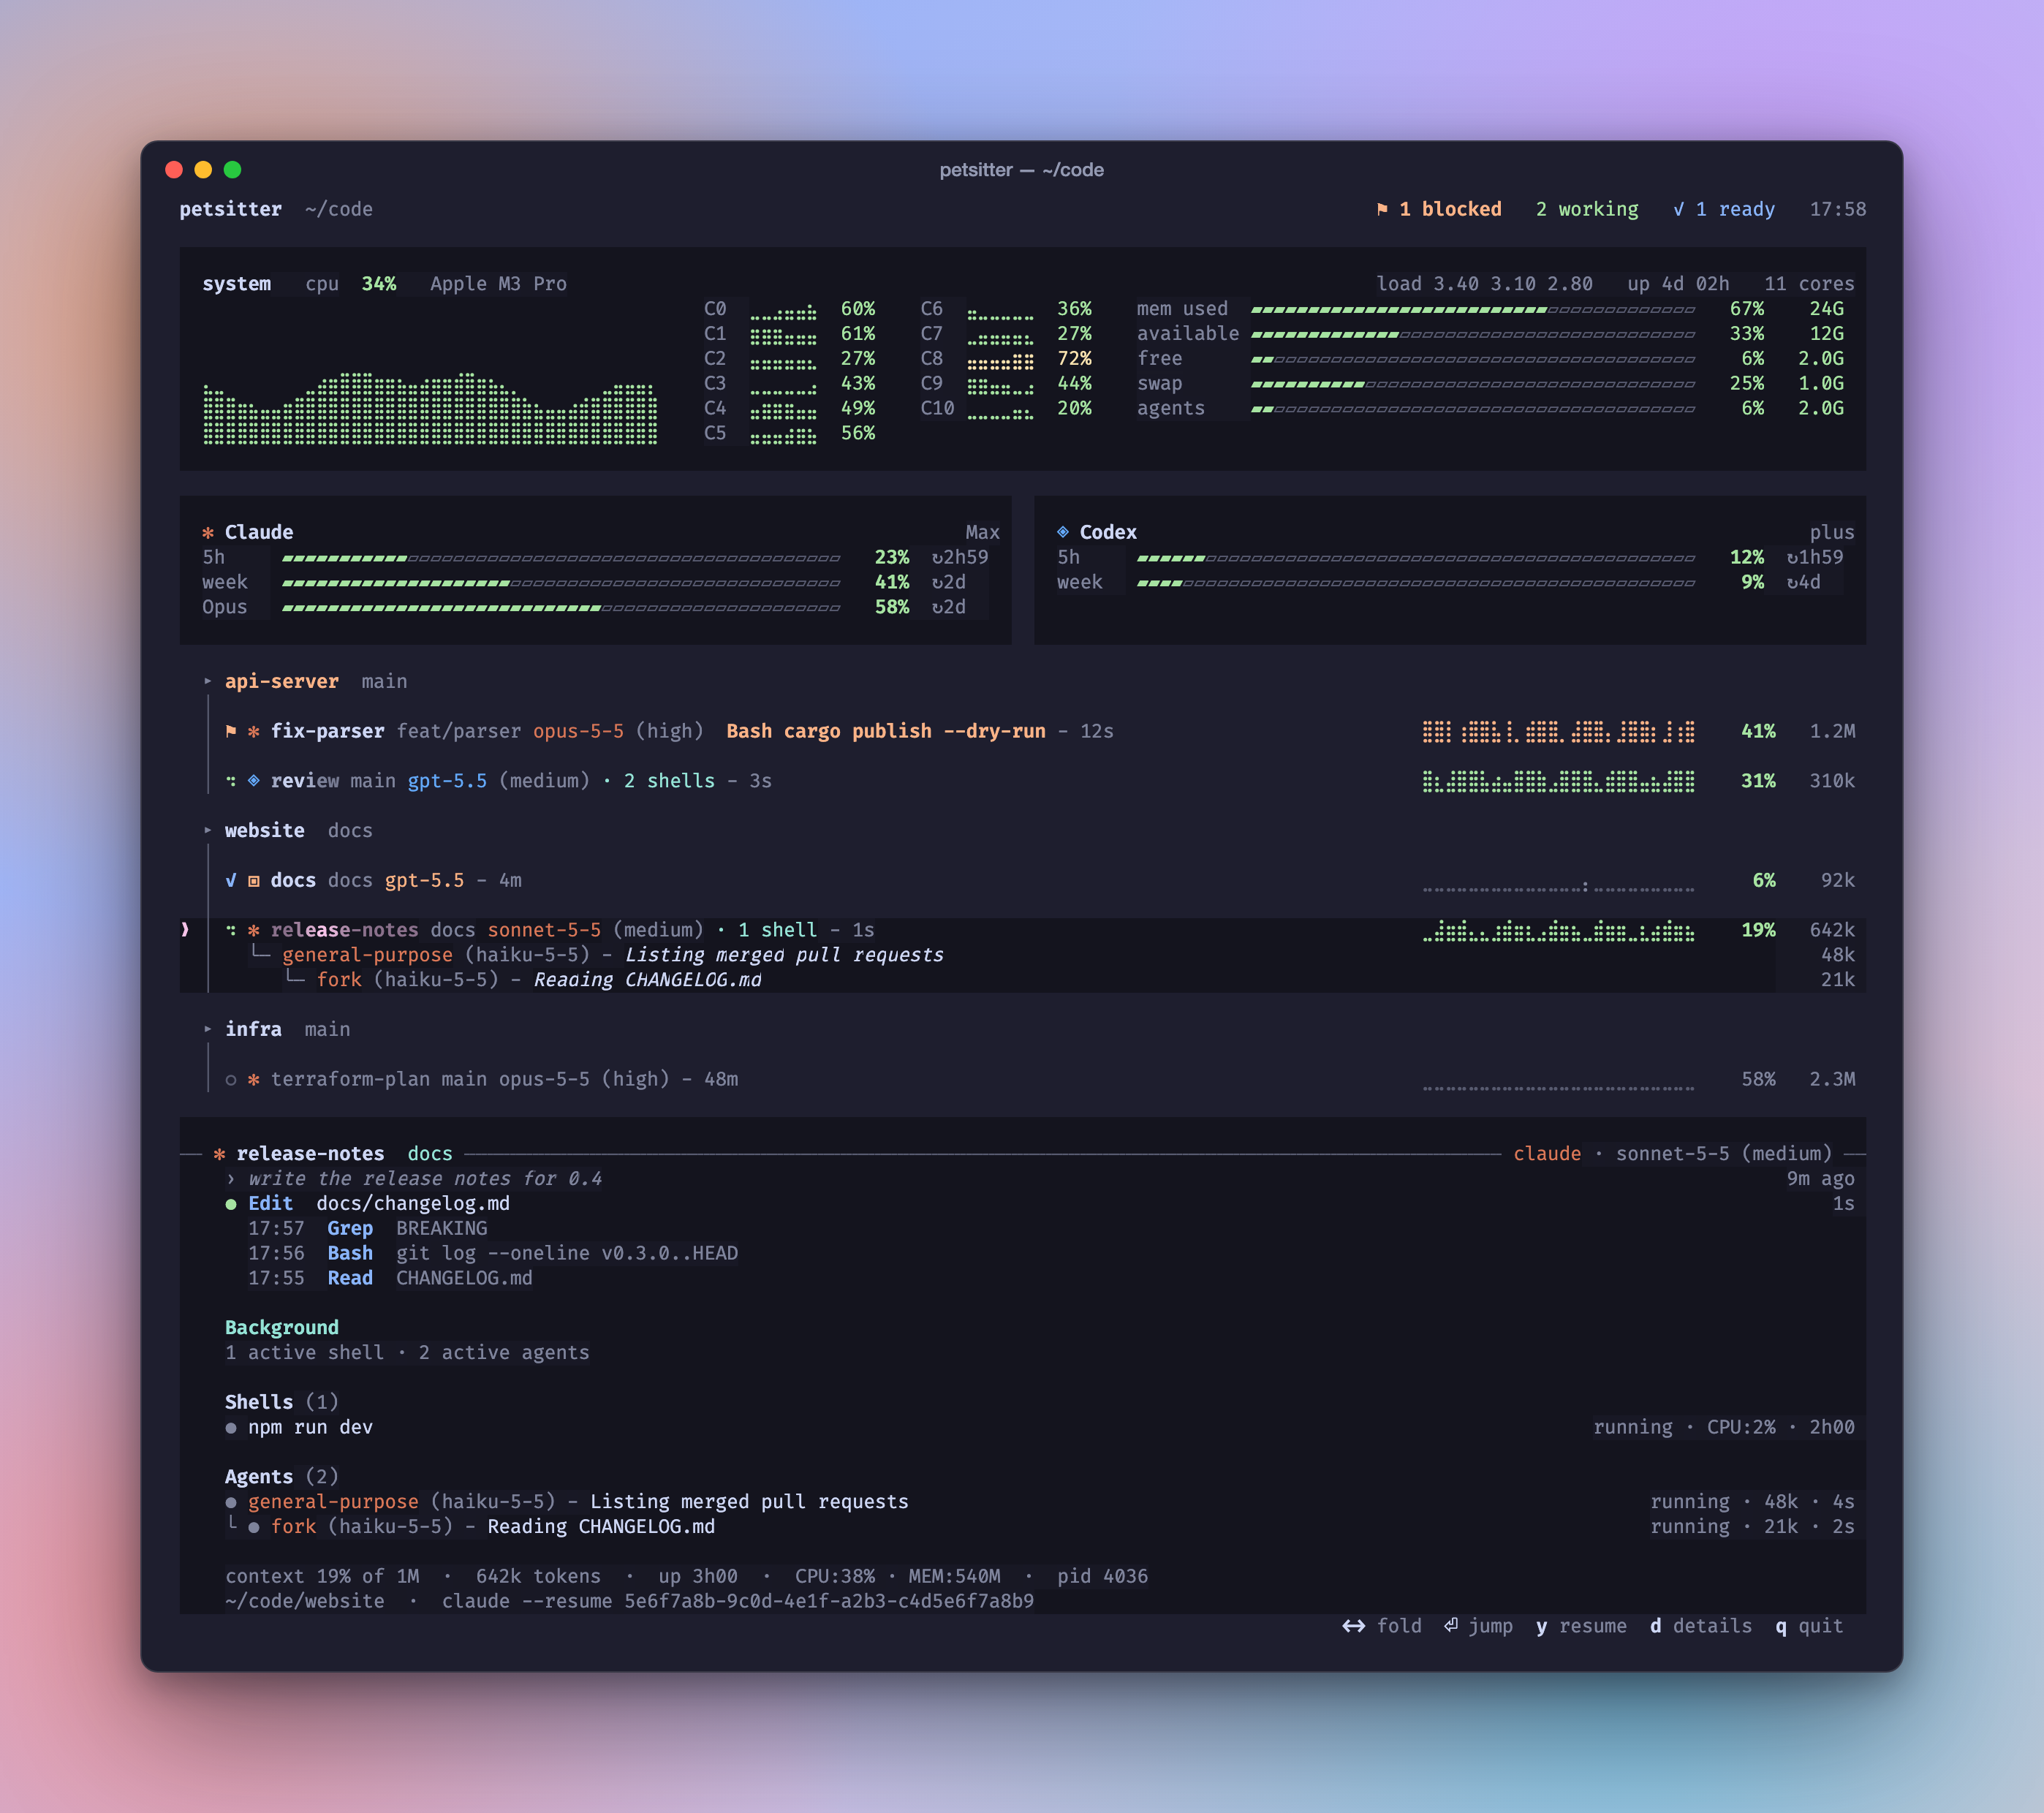 petsitter — ~/code
petsitter ~/code ⚑ 1 blocked 2 working √ 1 ready 17:58
system cpu 34% Apple M3 Pro load 3.40 3.10 2.80 up 4d 02h 11 cores
C0 60% C6 36% mem used 67% 24G
C1 61% C7 27% available 33% 12G
C2 27% C8 72% free 6% 2.0G
C3 43% C9 44% swap 25% 1.0G
C4 49% C10 20% agents 6% 2.0G
C5 56%
✻ Claude Max
5h 23% ↻2h59
week 41% ↻2d
Opus 58% ↻2d
◈ Codex plus
5h 12% ↻1h59
week 9% ↻4d
▸ api-server main
⚑ ✻ fix-parser feat/parser opus-5-5 (high) Bash cargo publish --dry-run – 12s 41% 1.2M
◈ review main gpt-5.5 (medium) · 2 shells – 3s 31% 310k
▸ website docs
√ ▣ docs docs gpt-5.5 – 4m 6% 92k
❫ ✻ release-notes docs sonnet-5-5 (medium) · 1 shell – 1s 19% 642k
└─ general-purpose (haiku-5-5) – Listing merged pull requests 48k
└─ fork (haiku-5-5) – Reading CHANGELOG.md 21k
▸ infra main
○ ✻ terraform-plan main opus-5-5 (high) – 48m 58% 2.3M
✻ release-notes docs claude · sonnet-5-5 (medium)
› write the release notes for 0.4 9m ago
● Edit docs/changelog.md 1s
17:57 Grep BREAKING
17:56 Bash git log --oneline v0.3.0..HEAD
17:55 Read CHANGELOG.md
Background
1 active shell · 2 active agents
Shells (1)
● npm run dev running · CPU:2% · 2h00
Agents (2)
● general-purpose (haiku-5-5) – Listing merged pull requests running · 48k · 4s
└ ● fork (haiku-5-5) – Reading CHANGELOG.md running · 21k · 2s
context 19% of 1M · 642k tokens · up 3h00 · CPU:38% · MEM:540M · pid 4036
~/code/website · claude --resume 5e6f7a8b-9c0d-4e1f-a2b3-c4d5e6f7a8b9
↔ fold ⏎ jump y resume d details q quit